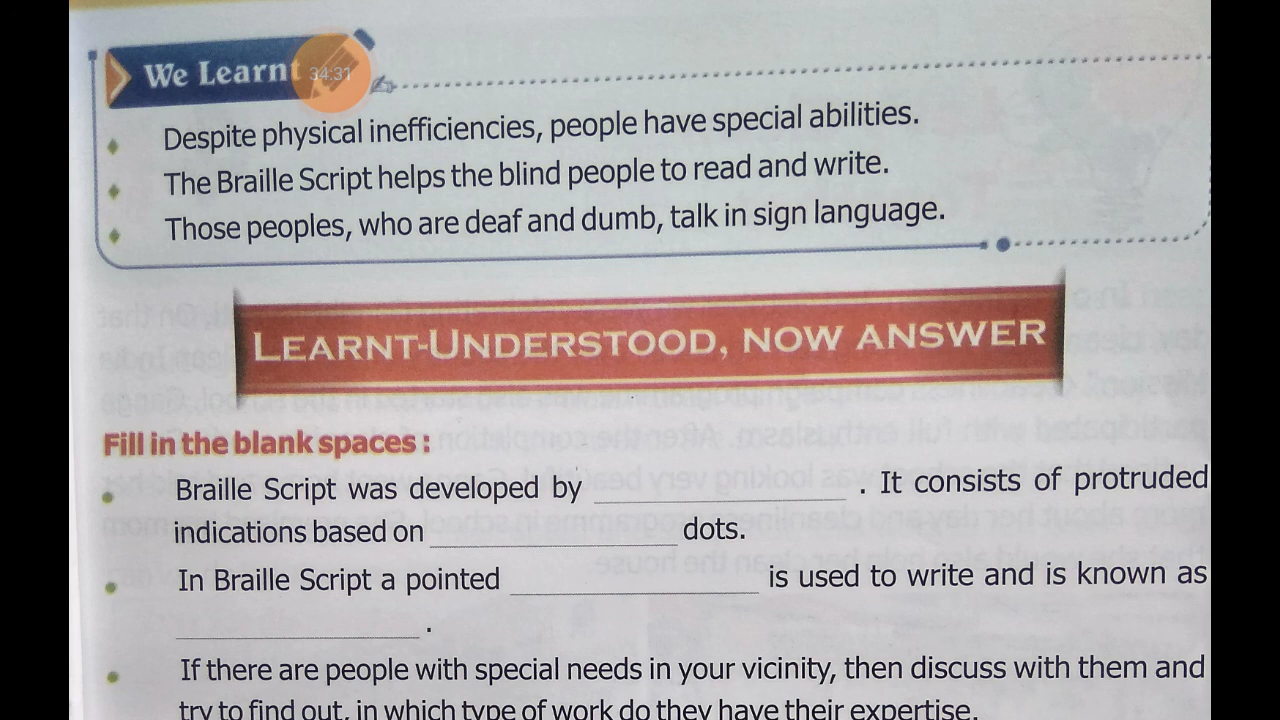 We Learnt
34:31
Despite physical inefficiencies, people have special abilities.
The Braille Script helps the blind people to read and write.
Those peoples, who are deaf and dumb, talk in sign language.
LEARNT-UNDERSTOOD, NOW ANSWER
Fill in the blank spaces :
Braille Script was developed by ____________ . It consists of protruded
indications based on ____________ dots.
In Braille Script a pointed ____________ is used to write and is known as
____________ .
If there are people with special needs in your vicinity, then discuss with them and
try to find out, in which type of work do they have their expertise.